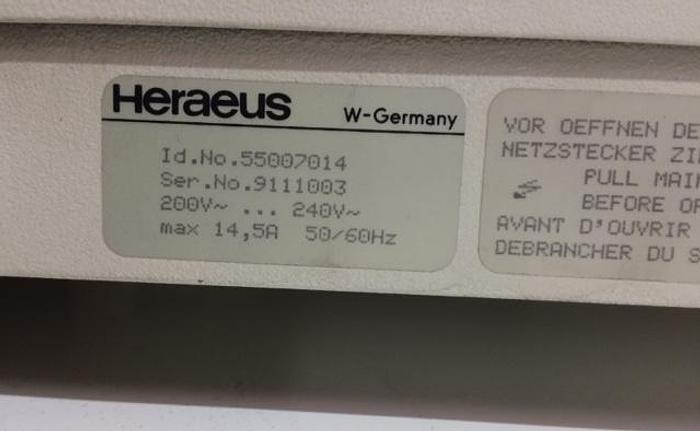 Heraeus W-Germany
Id.No.55007014
Ser.No.9111003
200V~ ... 240V~
max 14,5A 50/60Hz
VOR OEFFNEN DE
NETZSTECKER ZI
PULL MAI
BEFORE OP
AVANT D'OUVRIR
DEBRANCHER DU S